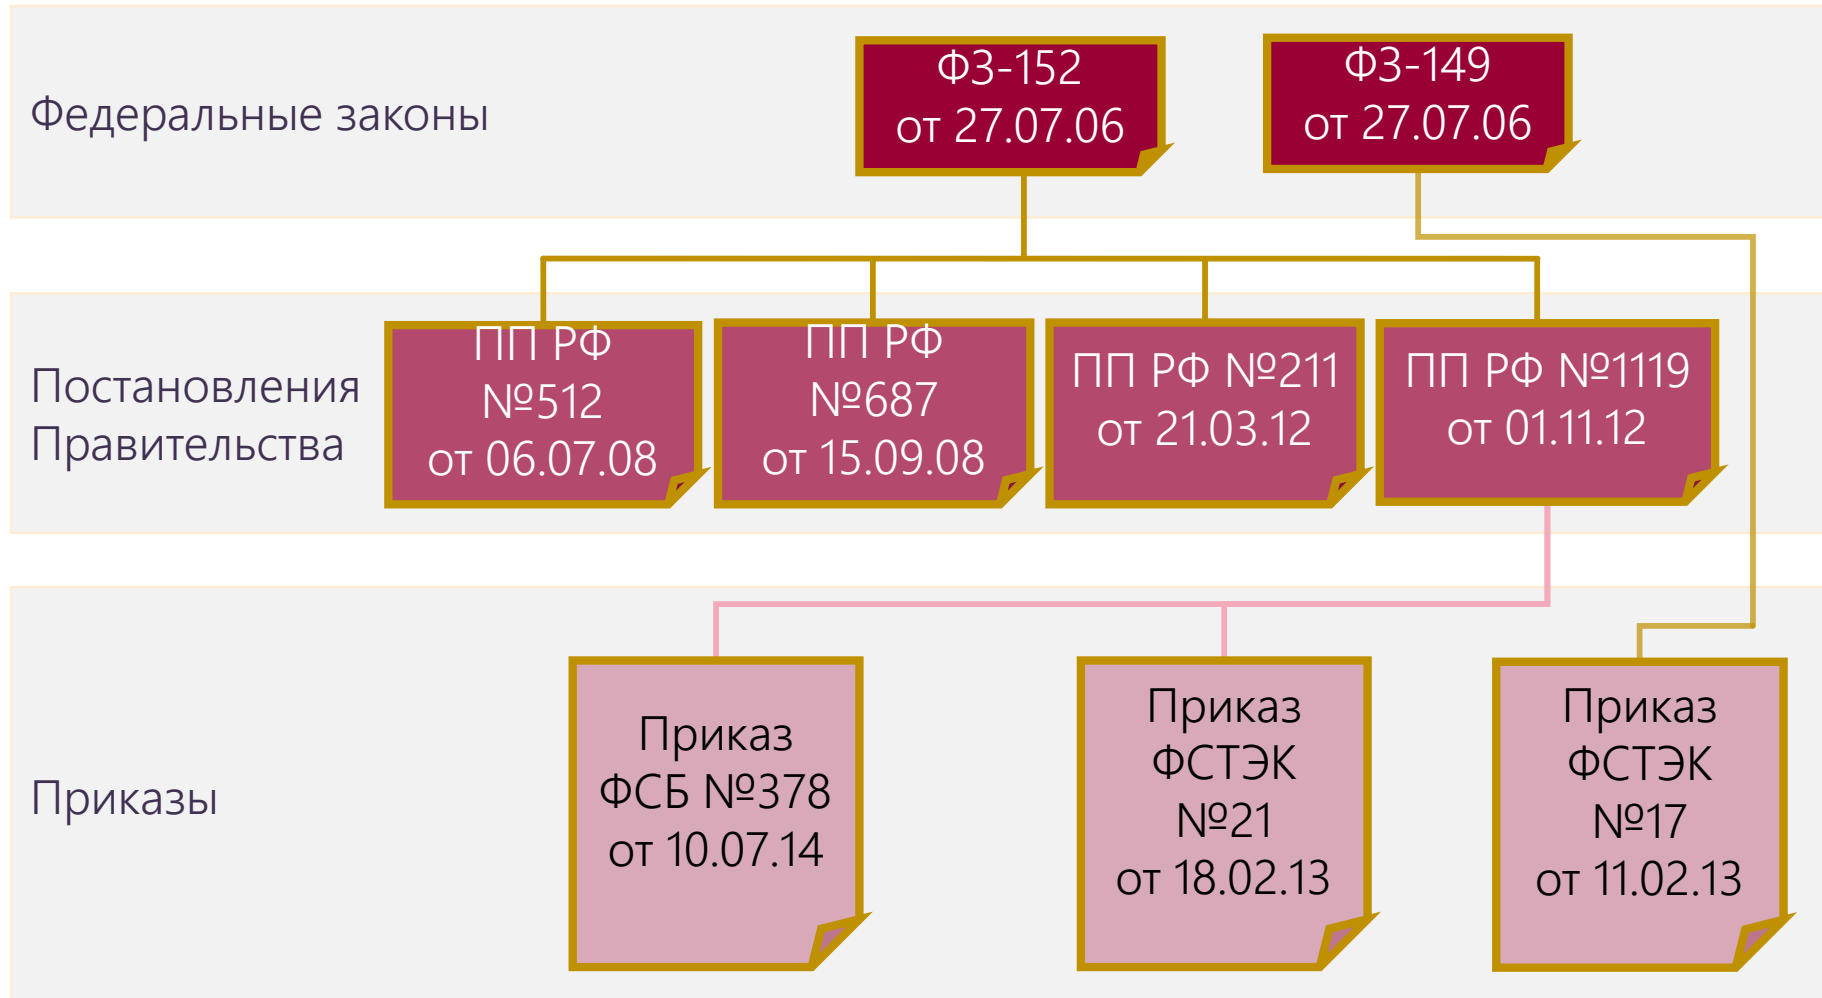 Федеральные законы
ФЗ-152
от 27.07.06
ФЗ-149
от 27.07.06
Постановления
Правительства
ПП РФ
№512
от 06.07.08
ПП РФ
№687
от 15.09.08
ПП РФ №211
от 21.03.12
ПП РФ №1119
от 01.11.12
Приказы
Приказ
ФСБ №378
от 10.07.14
Приказ
ФСТЭК
№21
от 18.02.13
Приказ
ФСТЭК
№17
от 11.02.13